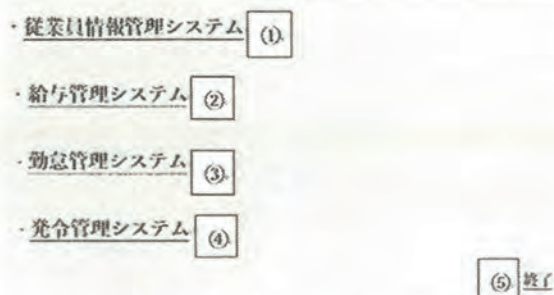 ・従業員情報管理システム (1)
・給与管理システム (2)
・勤怠管理システム (3)
・発令管理システム (4)
(5) 終了